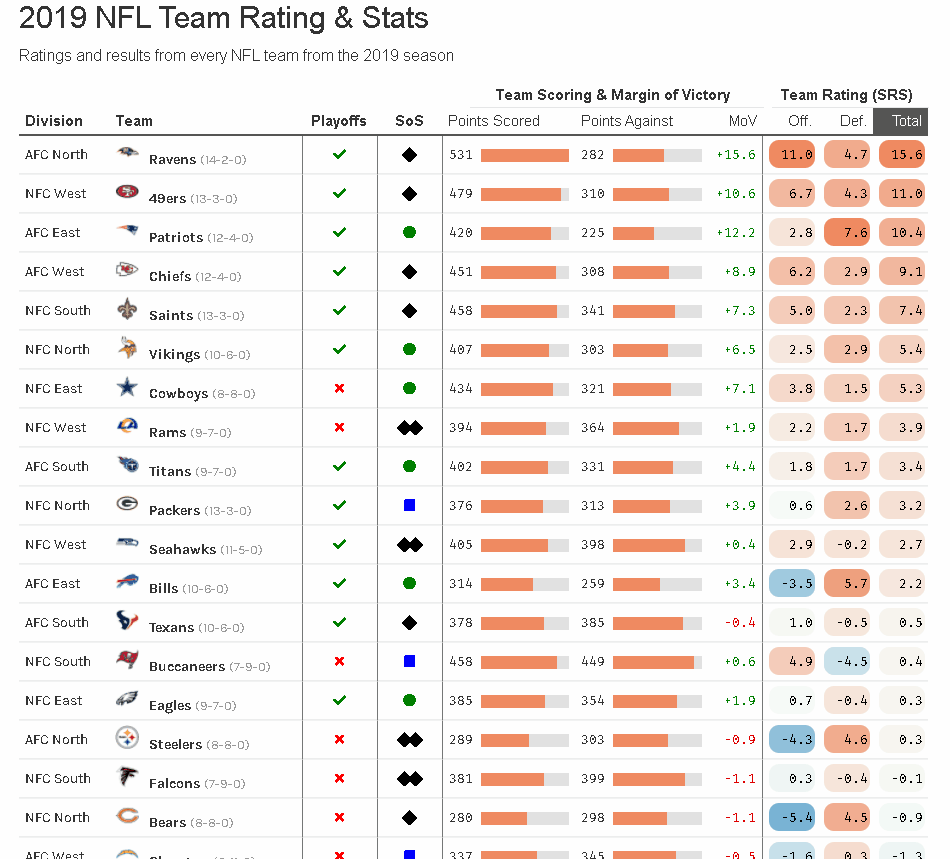 2019 NFL Team Rating & Stats
Ratings and results from every NFL team from the 2019 season
Team Scoring & Margin of Victory Team Rating (SRS)
Division Team Playoffs SoS Points Scored Points Against MoV Off. Def. Total
AFC North Ravens (14-2-0) 531 282 +15.6 11.0 4.7 15.6
NFC West 49ers (13-3-0) 479 310 +10.6 6.7 4.3 11.0
AFC East Patriots (12-4-0) 420 225 +12.2 2.8 7.6 10.4
AFC West Chiefs (12-4-0) 451 308 +8.9 6.2 2.9 9.1
NFC South Saints (13-3-0) 458 341 +7.3 5.0 2.3 7.4
NFC North Vikings (10-6-0) 407 303 +6.5 2.5 2.9 5.4
NFC East Cowboys (8-8-0) 434 321 +7.1 3.8 1.5 5.3
NFC West Rams (9-7-0) 394 364 +1.9 2.2 1.7 3.9
AFC South Titans (9-7-0) 402 331 +4.4 1.8 1.7 3.4
NFC North Packers (13-3-0) 376 313 +3.9 0.6 2.6 3.2
NFC West Seahawks (11-5-0) 405 398 +0.4 2.9 -0.2 2.7
AFC East Bills (10-6-0) 314 259 +3.4 -3.5 5.7 2.2
AFC South Texans (10-6-0) 378 385 -0.4 1.0 -0.5 0.5
NFC South Buccaneers (7-9-0) 458 449 +0.6 4.9 -4.5 0.4
NFC East Eagles (9-7-0) 385 354 +1.9 0.7 -0.4 0.3
AFC North Steelers (8-8-0) 289 303 -0.9 -4.3 4.6 0.3
NFC South Falcons (7-9-0) 381 399 -1.1 0.3 -0.4 -0.1
NFC North Bears (8-8-0) 280 298 -1.1 -5.4 4.5 -0.9
AFC West 337 345 -0.5 -1.6 0.3 -1.3